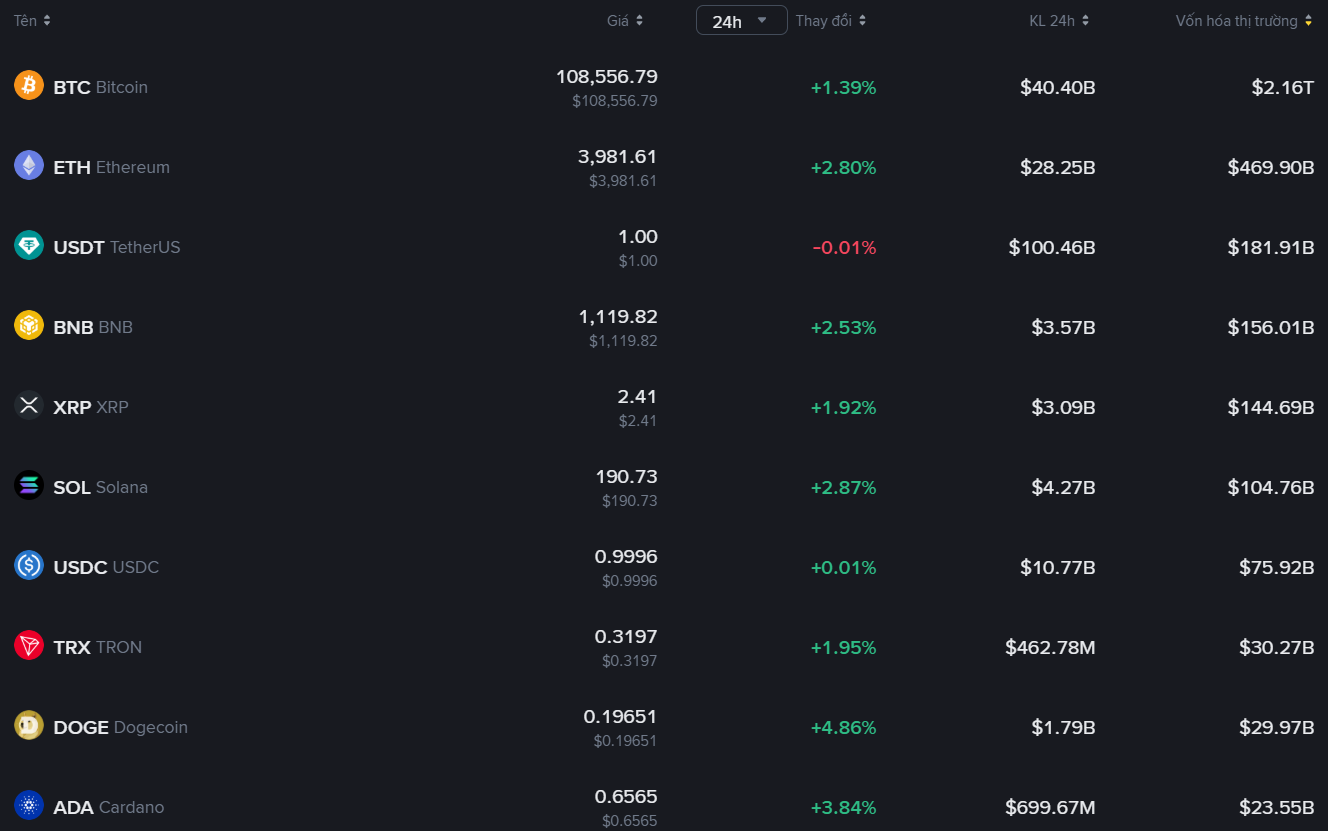 Tên Giá 24h Thay đổi KL 24h Vốn hóa thị trường
BTC Bitcoin 108,556.79 +1.39% $40.40B $2.16T
$108,556.79
ETH Ethereum 3,981.61 +2.80% $28.25B $469.90B
$3,981.61
USDT TetherUS 1.00 -0.01% $100.46B $181.91B
$1.00
BNB BNB 1,119.82 +2.53% $3.57B $156.01B
$1,119.82
XRP XRP 2.41 +1.92% $3.09B $144.69B
$2.41
SOL Solana 190.73 +2.87% $4.27B $104.76B
$190.73
USDC USDC 0.9996 +0.01% $10.77B $75.92B
$0.9996
TRX TRON 0.3197 +1.95% $462.78M $30.27B
$0.3197
DOGE Dogecoin 0.19651 +4.86% $1.79B $29.97B
$0.19651
ADA Cardano 0.6565 +3.84% $699.67M $23.55B
$0.6565